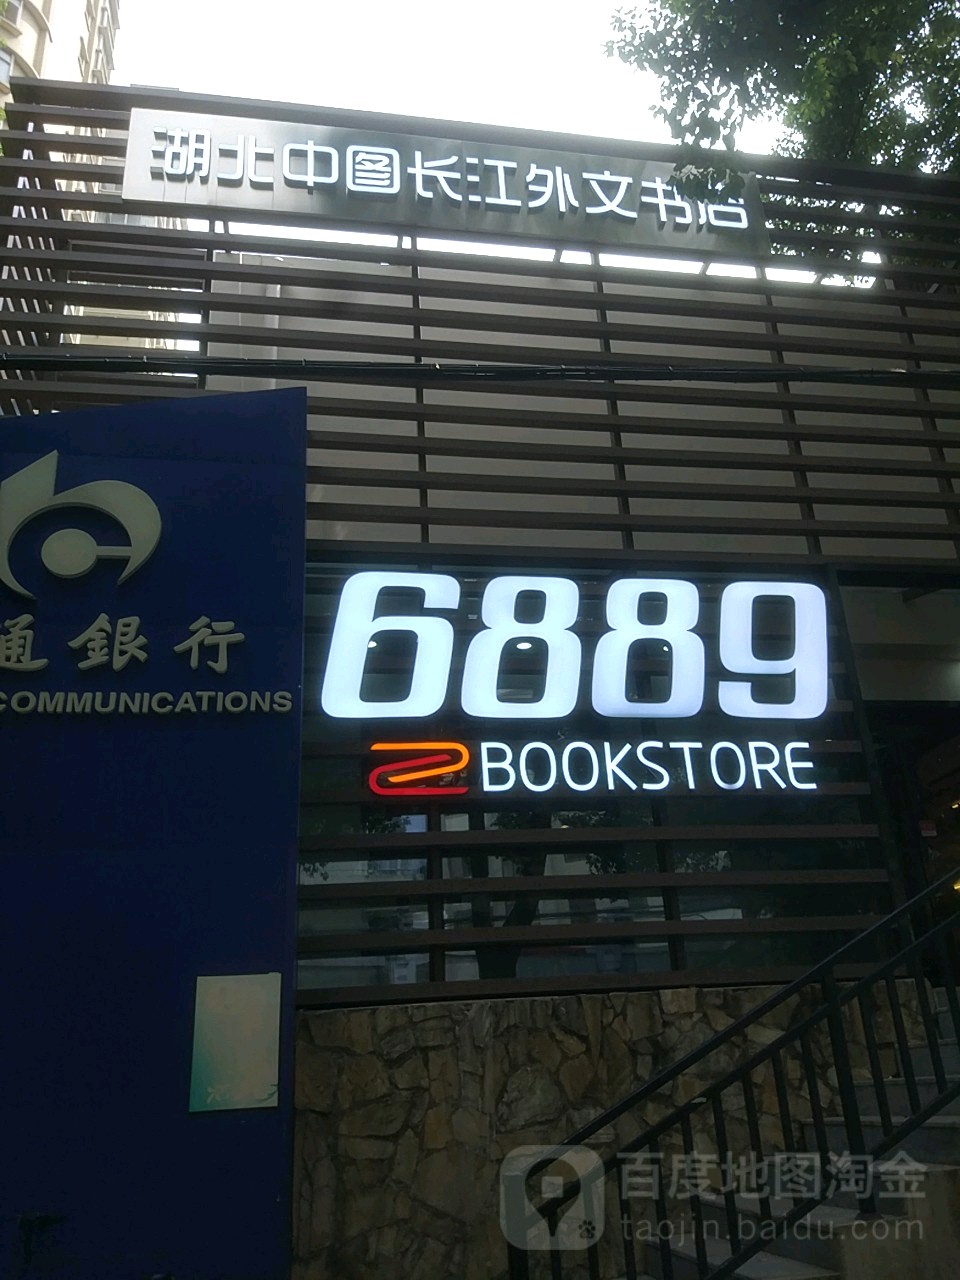 湖北中图长江外文书店
通銀行
COMMUNICATIONS
6889
BOOKSTORE
百度地图淘金
taojin.baidu.com